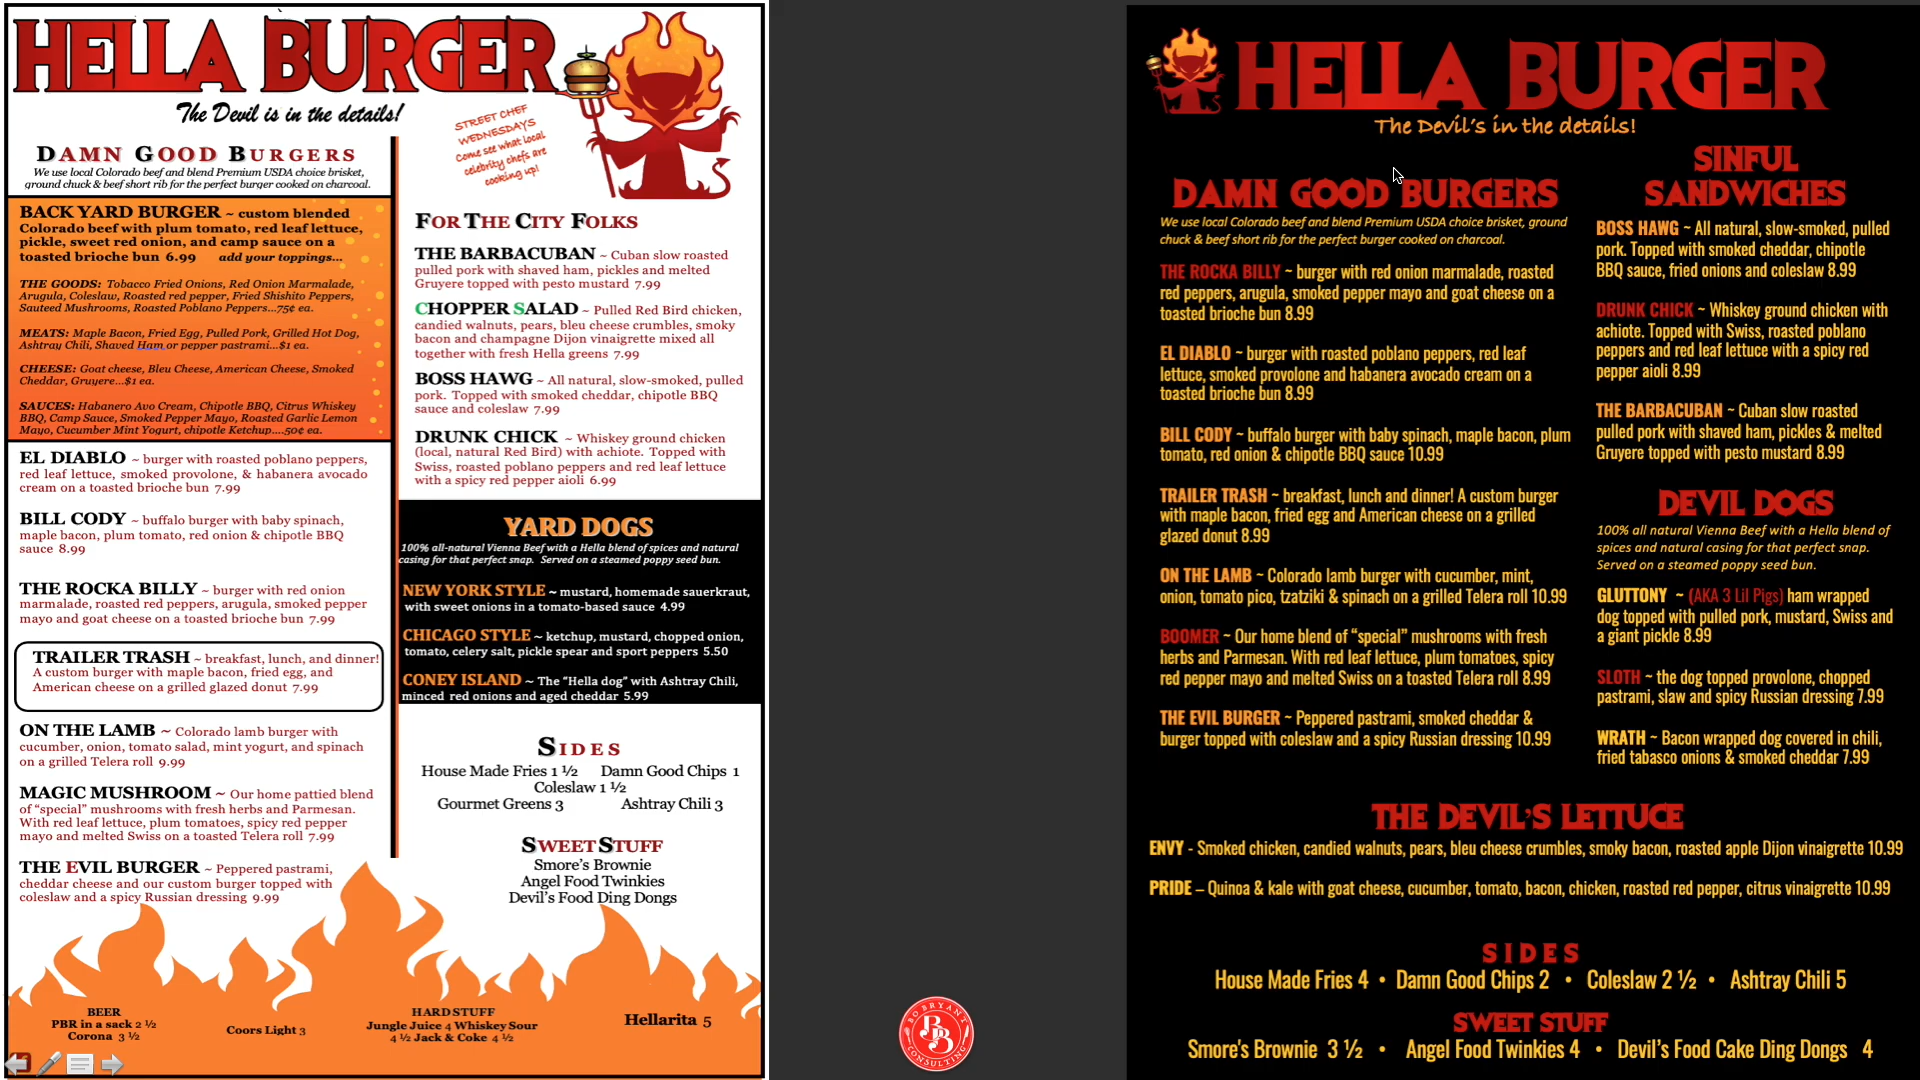 HELLA BURGER
The Devil is in the details!
STREET CHEF
WEDNESDAYS
Come see what local
celebrity chefs are
cooking up!
DAMN GOOD BURGERS
We use local Colorado beef and blend Premium USDA choice brisket,
ground chuck & beef short rib for the perfect burger cooked on charcoal.
BACK YARD BURGER ~ custom blended
Colorado beef with plum tomato, red leaf lettuce,
pickle, sweet red onion, and camp sauce on a
toasted brioche bun 6.99 add your toppings...
THE GOODS: Tobacco Fried Onions, Red Onion Marmalade,
Arugula, Coleslaw, Roasted red pepper, Fried Shishito Peppers,
Sauteed Mushrooms, Roasted Poblano Peppers...75¢ ea.
MEATS: Maple Bacon, Fried Egg, Pulled Pork, Grilled Hot Dog,
Ashtray Chili, Shaved Ham or pepper pastrami...$1 ea.
CHEESE: Goat cheese, Bleu Cheese, American Cheese, Smoked
Cheddar, Gruyere...$1 ea.
SAUCES: Habanero Avo Cream, Chipotle BBQ, Citrus Whiskey
BBQ, Camp Sauce, Smoked Pepper Mayo, Roasted Garlic Lemon
Mayo, Cucumber Mint Yogurt, chipotle Ketchup....50¢ ea.
EL DIABLO ~ burger with roasted poblano peppers,
red leaf lettuce, smoked provolone, & habanera avocado
cream on a toasted brioche bun 7.99
BILL CODY ~ buffalo burger with baby spinach,
maple bacon, plum tomato, red onion & chipotle BBQ
sauce 8.99
THE ROCKA BILLY ~ burger with red onion
marmalade, roasted red peppers, arugula, smoked pepper
mayo and goat cheese on a toasted brioche bun 7.99
TRAILER TRASH ~ breakfast, lunch, and dinner!
A custom burger with maple bacon, fried egg, and
American cheese on a grilled glazed donut 7.99
ON THE LAMB ~ Colorado lamb burger with
cucumber, onion, tomato salad, mint yogurt, and spinach
on a grilled Telera roll 9.99
MAGIC MUSHROOM ~ Our home pattied blend
of “special” mushrooms with fresh herbs and Parmesan.
With red leaf lettuce, plum tomatoes, spicy red pepper
mayo and melted Swiss on a toasted Telera roll 7.99
THE EVIL BURGER ~ Peppered pastrami,
cheddar cheese and our custom burger topped with
coleslaw and a spicy Russian dressing 9.99
FOR THE CITY FOLKS
THE BARBACUBAN ~ Cuban slow roasted
pulled pork with shaved ham, pickles and melted
Gruyere topped with pesto mustard 7.99
CHOPPER SALAD ~ Pulled Red Bird chicken,
candied walnuts, pears, bleu cheese crumbles, smoky
bacon and champagne Dijon vinaigrette mixed all
together with fresh Hella greens 7.99
BOSS HAWG ~ All natural, slow-smoked, pulled
pork. Topped with smoked cheddar, chipotle BBQ
sauce and coleslaw 7.99
DRUNK CHICK ~ Whiskey ground chicken
(local, natural Red Bird) with achiote. Topped with
Swiss, roasted poblano peppers and red leaf lettuce
with a spicy red pepper aioli 6.99
YARD DOGS
100% all-natural Vienna Beef with a Hella blend of spices and natural
casing for that perfect snap. Served on a steamed poppy seed bun.
NEW YORK STYLE ~ mustard, homemade sauerkraut,
with sweet onions in a tomato-based sauce 4.99
CHICAGO STYLE ~ ketchup, mustard, chopped onion,
tomato, celery salt, pickle spear and sport peppers 5.50
CONEY ISLAND ~ The “Hella dog” with Ashtray Chili,
minced red onions and aged cheddar 5.99
SIDES
House Made Fries 1 ½ Damn Good Chips 1
Coleslaw 1 ½
Gourmet Greens 3 Ashtray Chili 3
SWEET STUFF
Smore’s Brownie
Angel Food Twinkies
Devil’s Food Ding Dongs
BEER
PBR in a sack 2 ½
Corona 3 ½
Coors Light 3
HARD STUFF
Jungle Juice 4 Whiskey Sour
4 ½ Jack & Coke 4 ½
Hellarita 5
BO BRYANT
BB
CONSULTING
HELLA BURGER
The Devil's in the details!
DAMN GOOD BURGERS
We use local Colorado beef and blend Premium USDA choice brisket, ground
chuck & beef short rib for the perfect burger cooked on charcoal.
THE ROCKA BILLY ~ burger with red onion marmalade, roasted
red peppers, arugula, smoked pepper mayo and goat cheese on a
toasted brioche bun 8.99
EL DIABLO ~ burger with roasted poblano peppers, red leaf
lettuce, smoked provolone and habanera avocado cream on a
toasted brioche bun 8.99
BILL CODY ~ buffalo burger with baby spinach, maple bacon, plum
tomato, red onion & chipotle BBQ sauce 10.99
TRAILER TRASH ~ breakfast, lunch and dinner! A custom burger
with maple bacon, fried egg and American cheese on a grilled
glazed donut 8.99
ON THE LAMB ~ Colorado lamb burger with cucumber, mint,
onion, tomato pico, tzatziki & spinach on a grilled Telera roll 10.99
BOOMER ~ Our home blend of “special” mushrooms with fresh
herbs and Parmesan. With red leaf lettuce, plum tomatoes, spicy
red pepper mayo and melted Swiss on a toasted Telera roll 8.99
THE EVIL BURGER ~ Peppered pastrami, smoked cheddar &
burger topped with coleslaw and a spicy Russian dressing 10.99
SINFUL
SANDWICHES
BOSS HAWG ~ All natural, slow-smoked, pulled
pork. Topped with smoked cheddar, chipotle
BBQ sauce, fried onions and coleslaw 8.99
DRUNK CHICK ~ Whiskey ground chicken with
achiote. Topped with Swiss, roasted poblano
peppers and red leaf lettuce with a spicy red
pepper aioli 8.99
THE BARBACUBAN ~ Cuban slow roasted
pulled pork with shaved ham, pickles & melted
Gruyere topped with pesto mustard 8.99
DEVIL DOGS
100% all natural Vienna Beef with a Hella blend of
spices and natural casing for that perfect snap.
Served on a steamed poppy seed bun.
GLUTTONY ~ (AKA 3 Lil Pigs) ham wrapped
dog topped with pulled pork, mustard, Swiss and
a giant pickle 8.99
SLOTH ~ the dog topped provolone, chopped
pastrami, slaw and spicy Russian dressing 7.99
WRATH ~ Bacon wrapped dog covered in chili,
fried tabasco onions & smoked cheddar 7.99
THE DEVIL'S LETTUCE
ENVY - Smoked chicken, candied walnuts, pears, bleu cheese crumbles, smoky bacon, roasted apple Dijon vinaigrette 10.99
PRIDE – Quinoa & kale with goat cheese, cucumber, tomato, bacon, chicken, roasted red pepper, citrus vinaigrette 10.99
SIDES
House Made Fries 4 • Damn Good Chips 2 • Coleslaw 2 ½ • Ashtray Chili 5
SWEET STUFF
Smore's Brownie 3 ½ • Angel Food Twinkies 4 • Devil’s Food Cake Ding Dongs 4